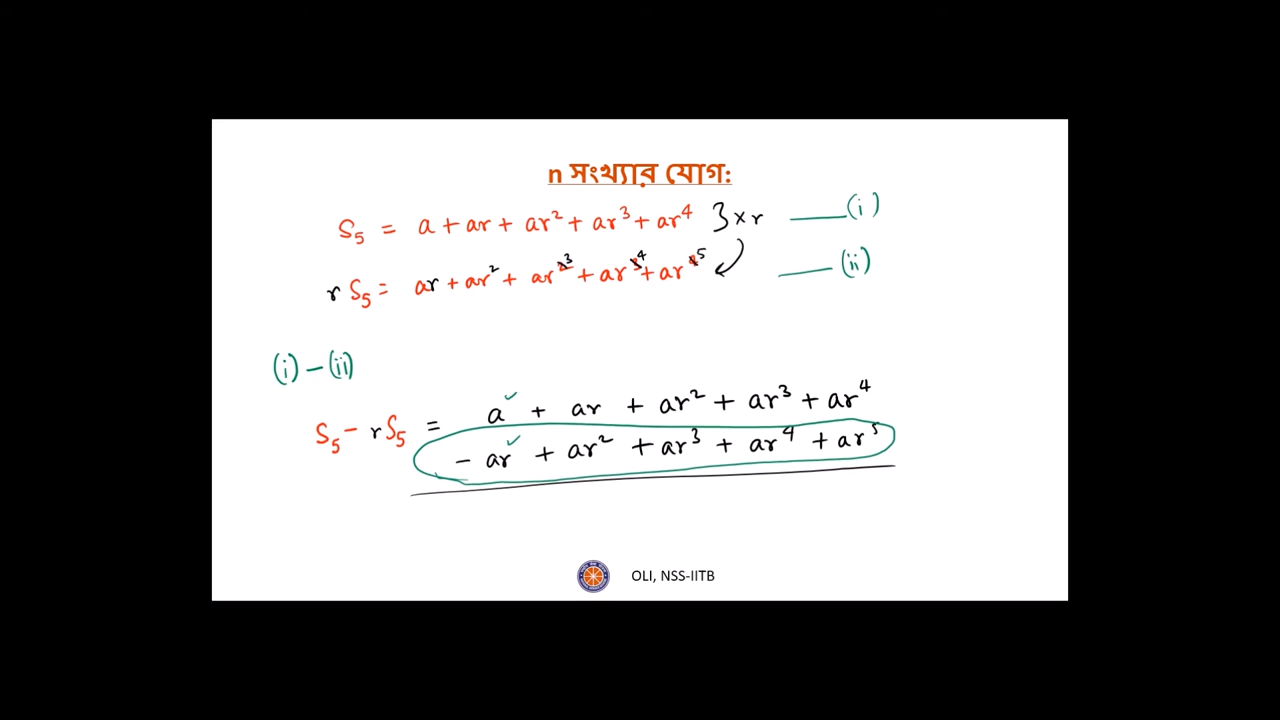 n সংখ্যার যোগ:
S₅ = a + ar + ar² + ar³ + ar⁴ } × r —— (i)
r S₅ = ar + ar² + ar³ + ar⁴ + ar⁵ —— (ii)
(i) – (ii)
S₅ – rS₅ = a + ar + ar² + ar³ + ar⁴
– ar + ar² + ar³ + ar⁴ + ar⁵
OLI, NSS-IITB